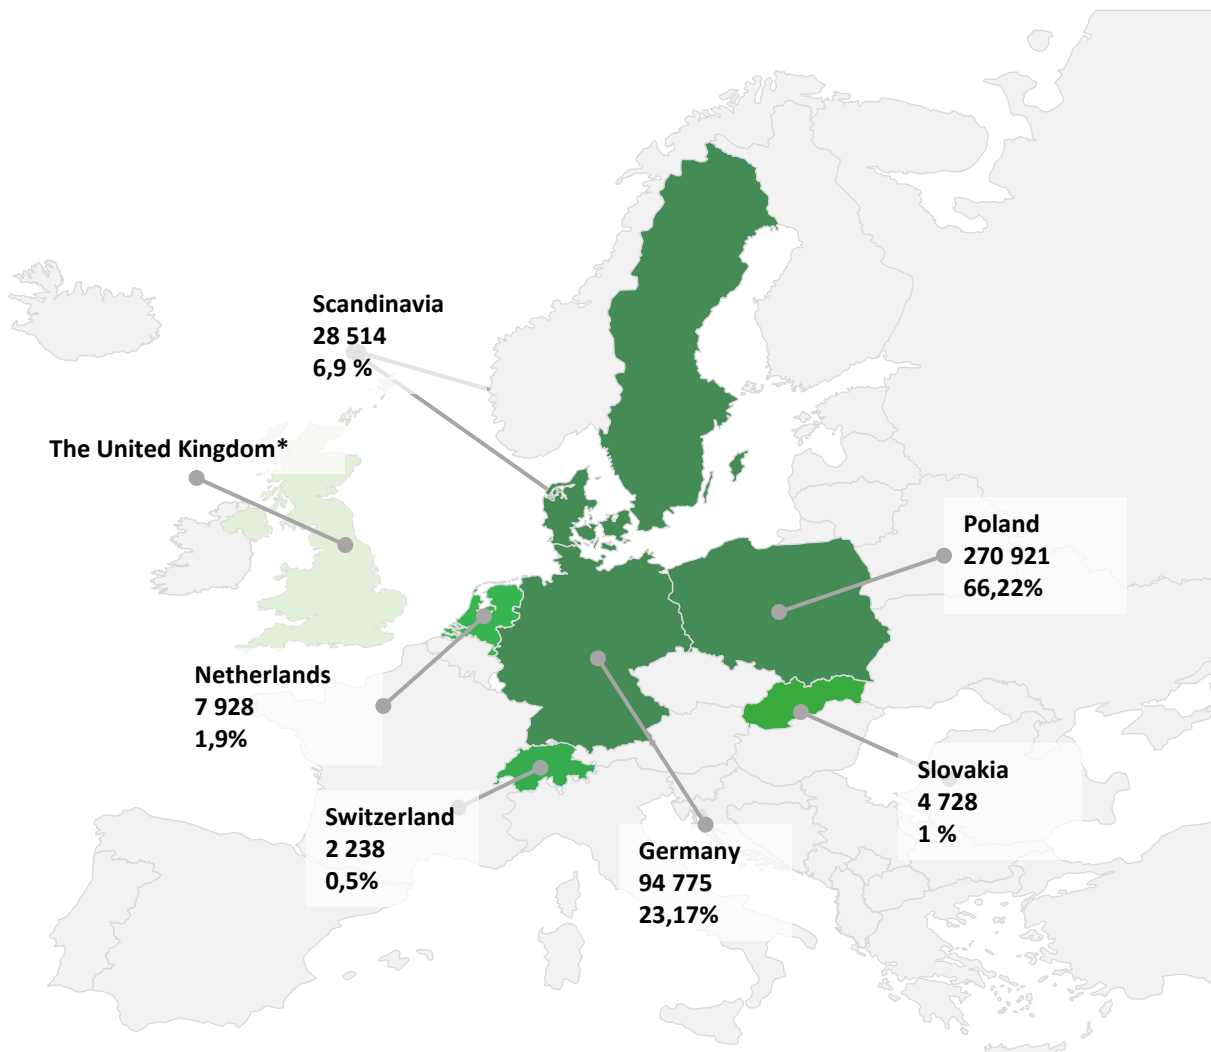 Scandinavia
28 514
6,9 %
The United Kingdom*
Poland
270 921
66,22%
Netherlands
7 928
1,9%
Slovakia
4 728
1 %
Switzerland
2 238
0,5%
Germany
94 775
23,17%